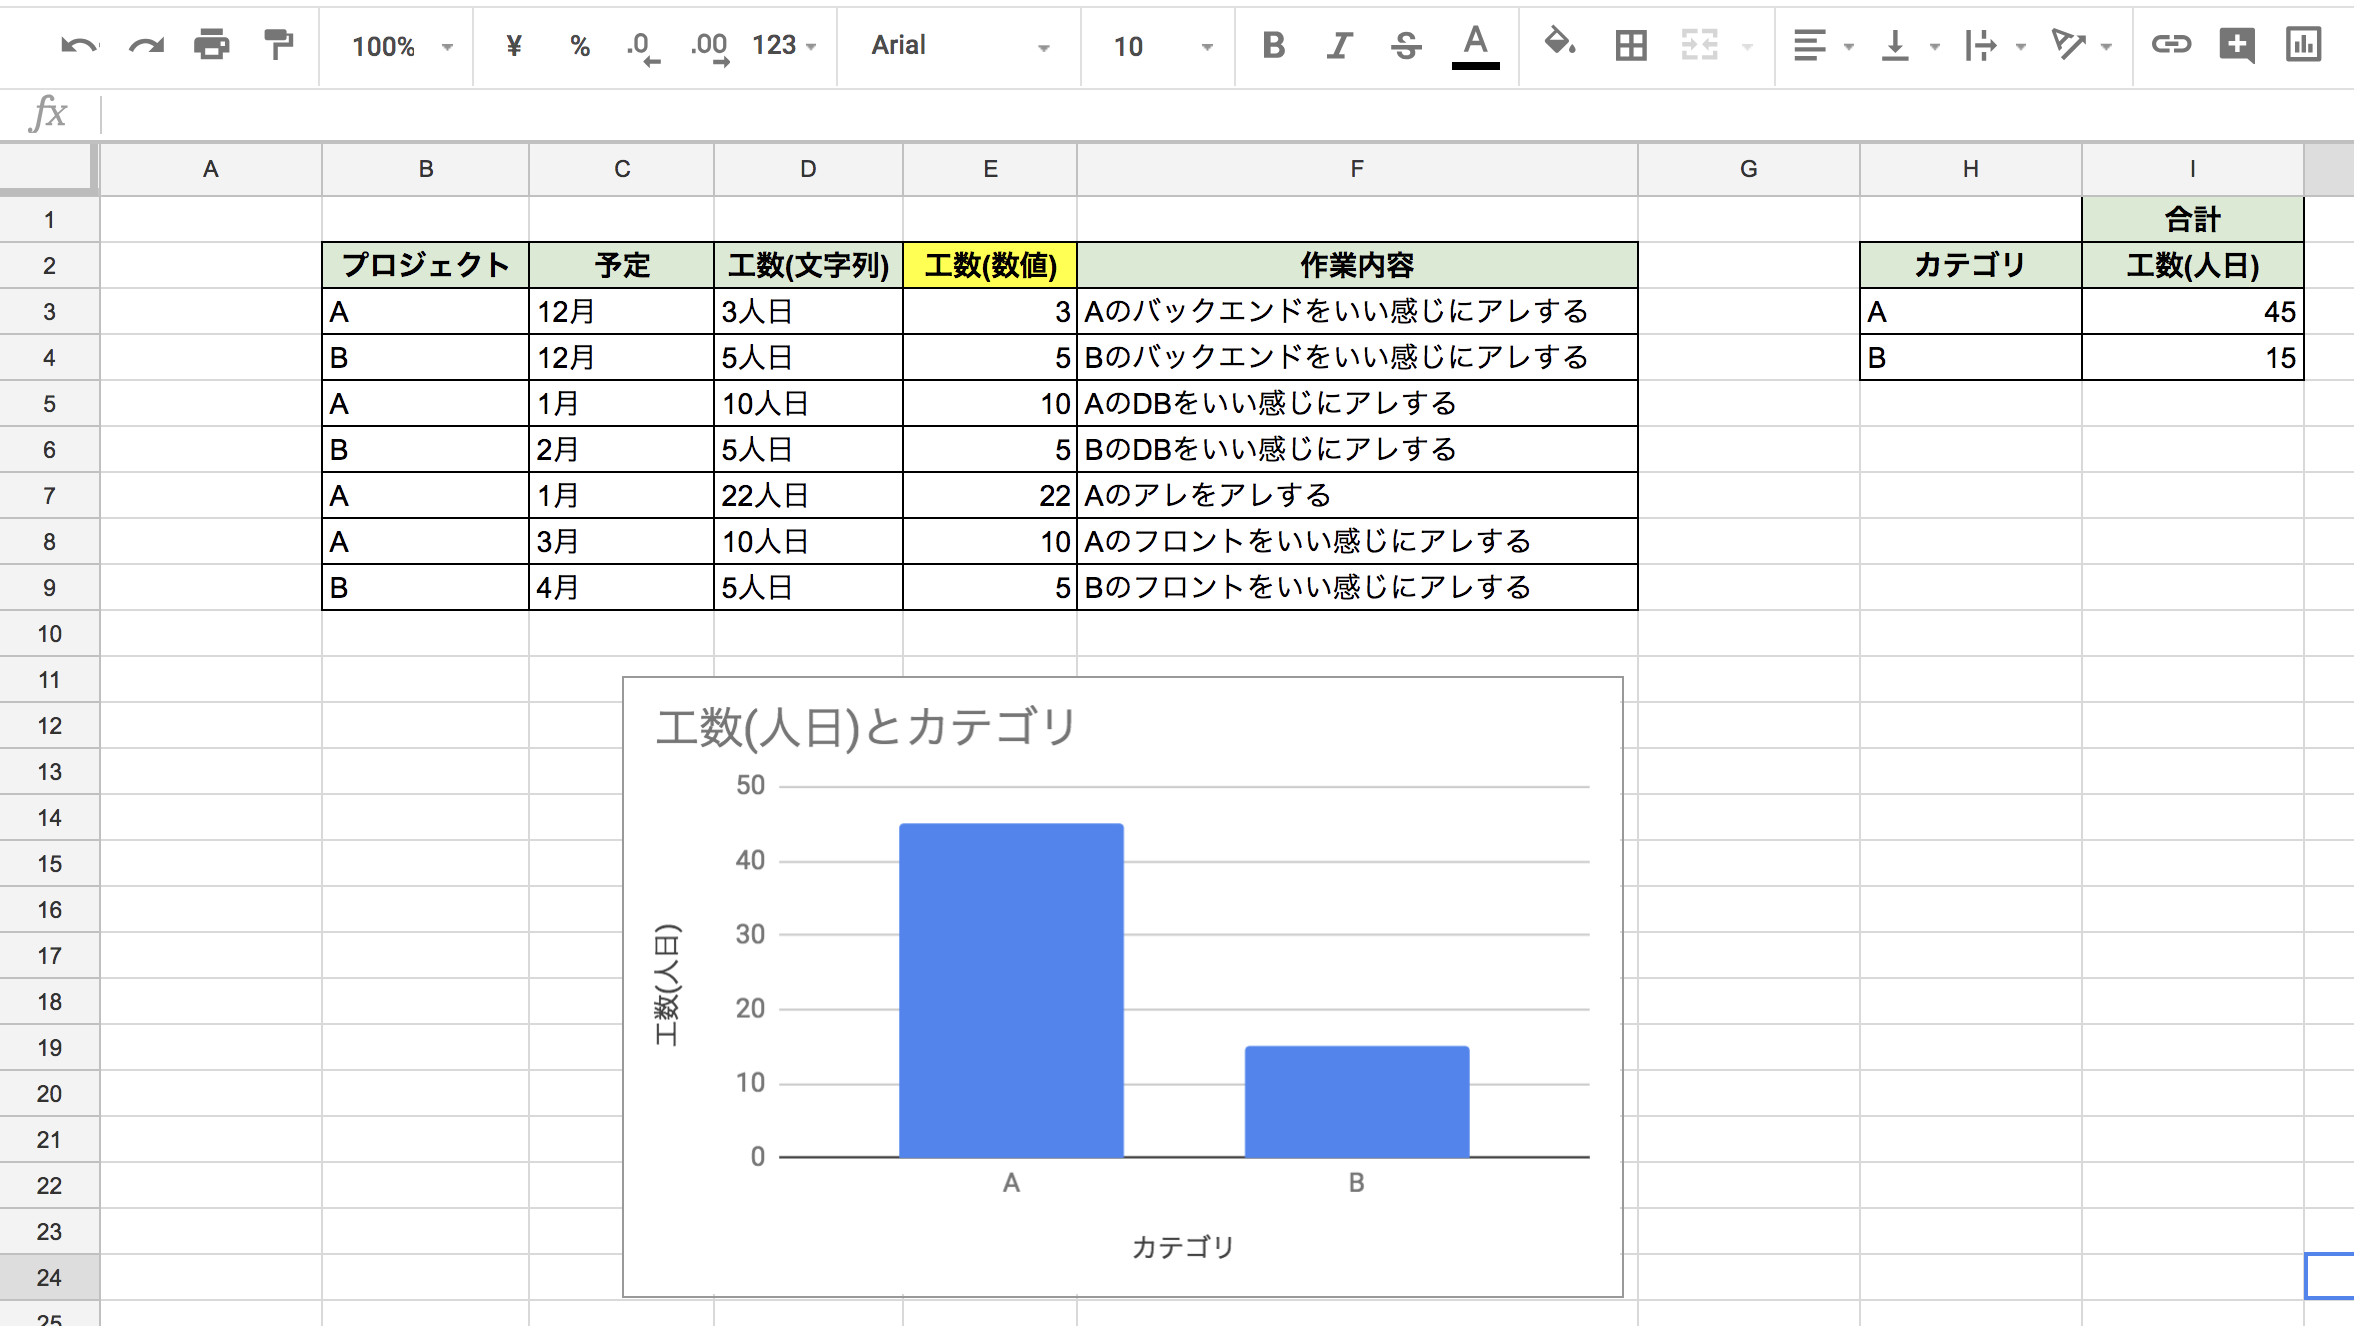 100% ¥ % .0 .00 123 Arial 10 B I S A
fx
A B C D E F G H I
1 合計
2 プロジェクト 予定 工数(文字列) 工数(数値) 作業内容 カテゴリ 工数(人日)
3 A 12月 3人日 3 Aのバックエンドをいい感じにアレする A 45
4 B 12月 5人日 5 Bのバックエンドをいい感じにアレする B 15
5 A 1月 10人日 10 AのDBをいい感じにアレする
6 B 2月 5人日 5 BのDBをいい感じにアレする
7 A 1月 22人日 22 Aのアレをアレする
8 A 3月 10人日 10 Aのフロントをいい感じにアレする
9 B 4月 5人日 5 Bのフロントをいい感じにアレする
10
11
12
13
14
15
16
17
18
19
20
21
22
23
24
25
工数(人日)とカテゴリ
50
40
30
20
10
0
工数(人日)
A B
カテゴリ